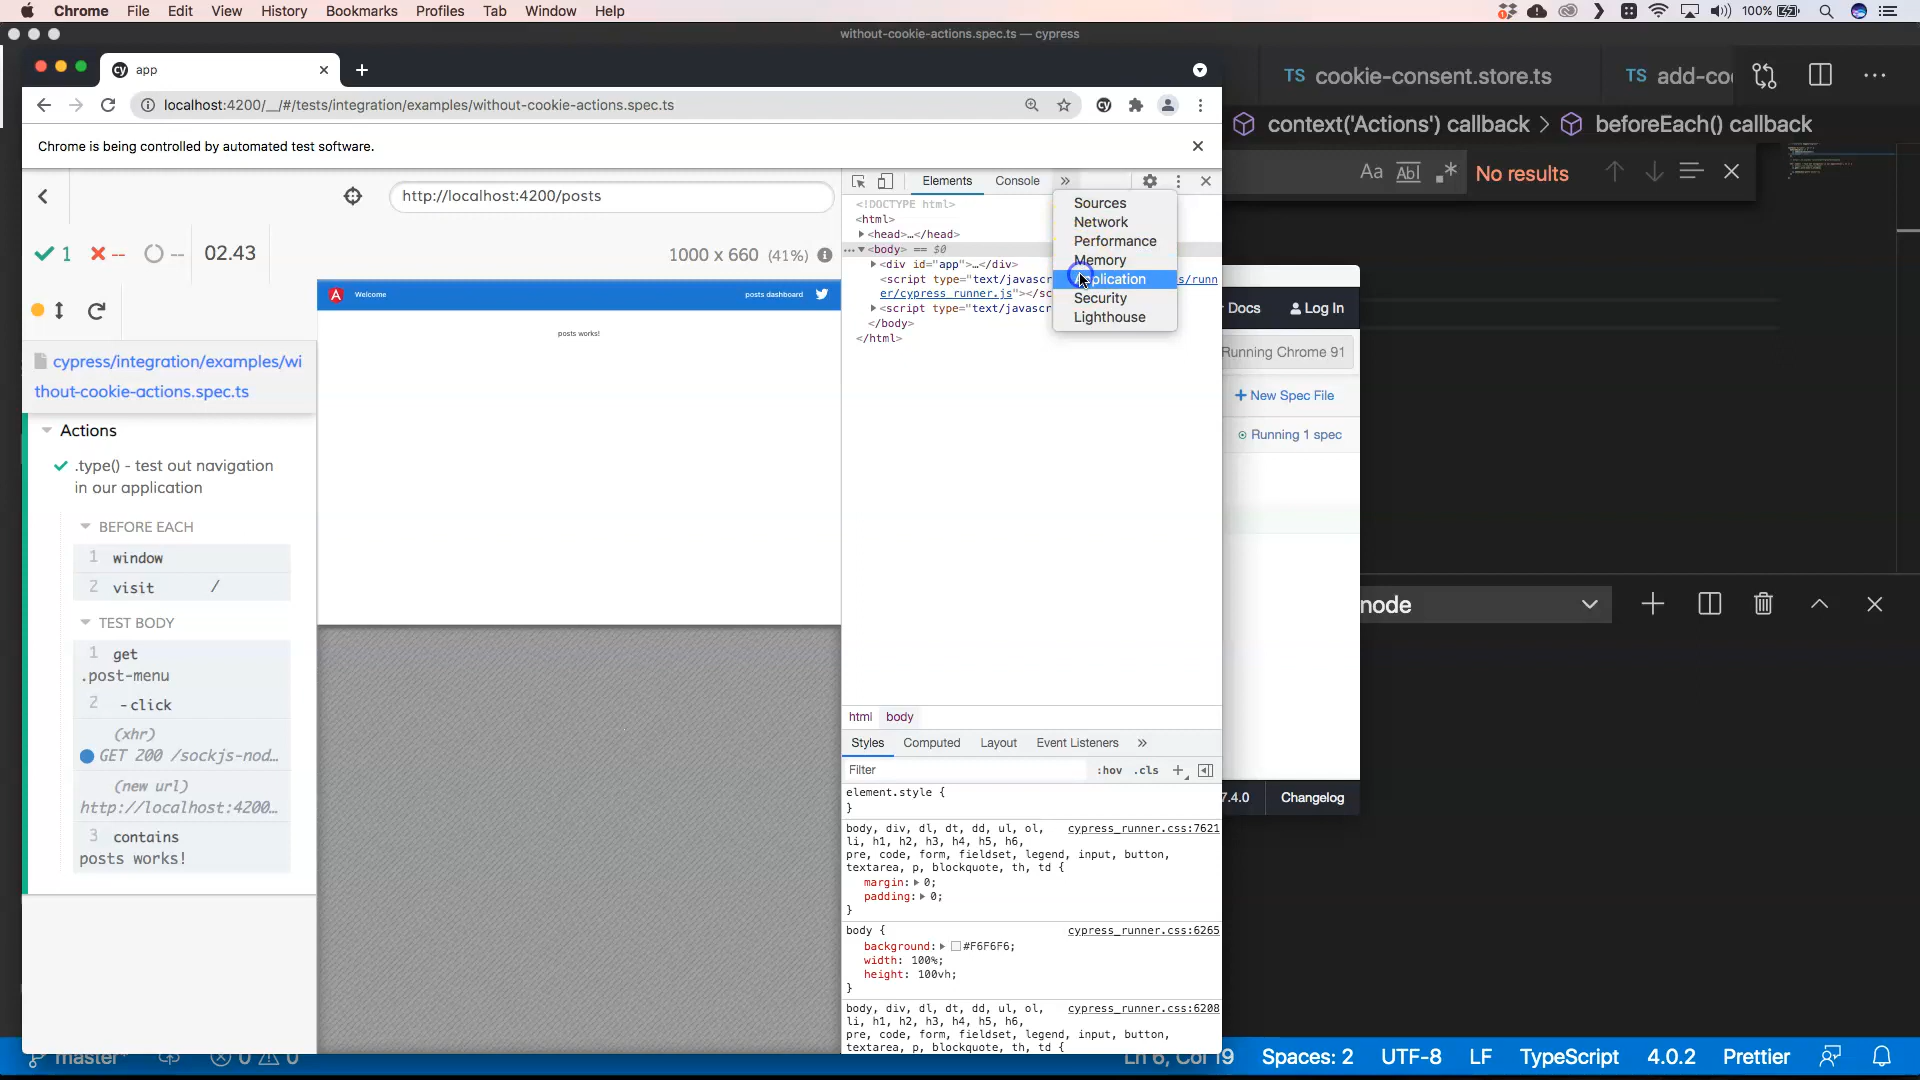 Chrome File Edit View History Bookmarks Profiles Tab Window Help 100%
without-cookie-actions.spec.ts — cypress
cy app
localhost:4200/__/#/tests/integration/examples/without-cookie-actions.spec.ts
Chrome is being controlled by automated test software.
TS cookie-consent.store.ts TS add-coo
context('Actions') callback > beforeEach() callback
Aa Abl .* No results
http://localhost:4200/posts
1 -- -- 02.43
1000 x 660 (41%)
cypress/integration/examples/wi
thout-cookie-actions.spec.ts
Actions
.type() - test out navigation
in our application
BEFORE EACH
1 window
2 visit /
TEST BODY
1 get
.post-menu
2 -click
(xhr)
GET 200 /sockjs-nod...
(new url)
http://localhost:4200...
3 contains
posts works!
A Welcome posts dashboard
posts works!
Elements Console »
<!DOCTYPE html>
<html>
<head>…</head>
… <body> == $0
<div id="app">…</div>
<script type="text/javascr s/runn
er/cypress_runner.js"></sc
<script type="text/javascr
</body>
</html>
Sources
Network
Performance
Memory
Application
Security
Lighthouse
html body
Styles Computed Layout Event Listeners »
Filter :hov .cls +
element.style {
}
body, div, dl, dt, dd, ul, ol, cypress_runner.css:7621
li, h1, h2, h3, h4, h5, h6,
pre, code, form, fieldset, legend, input, button,
textarea, p, blockquote, th, td {
margin: 0;
padding: 0;
}
body { cypress_runner.css:6265
background: #F6F6F6;
width: 100%;
height: 100vh;
}
body, div, dl, dt, dd, ul, ol, cypress_runner.css:6208
li, h1, h2, h3, h4, h5, h6,
pre, code, form, fieldset, legend, input, button,
textarea, p, blockquote, th, td {
Docs Log In
Running Chrome 91
+ New Spec File
Running 1 spec
7.4.0 Changelog
node
master* 0 0 Ln 6, Col 19 Spaces: 2 UTF-8 LF TypeScript 4.0.2 Prettier